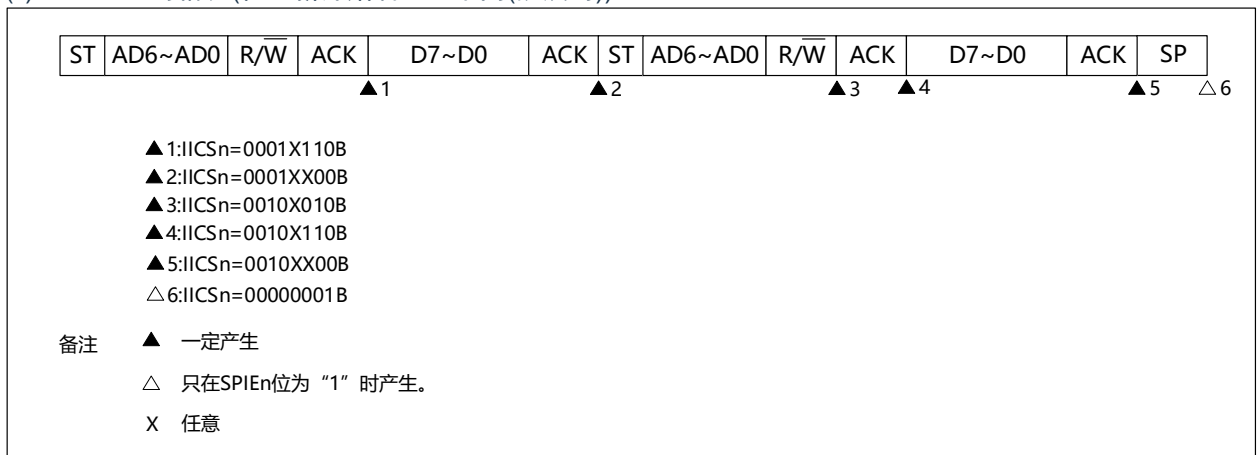 ST AD6~AD0 R/W ACK D7~D0 ACK ST AD6~AD0 R/W ACK D7~D0 ACK SP
▲1 ▲2 ▲3 ▲4 ▲5 △6
▲1:IICSn=0001X110B
▲2:IICSn=0001XX00B
▲3:IICSn=0010X010B
▲4:IICSn=0010X110B
▲5:IICSn=0010XX00B
△6:IICSn=00000001B
备注 ▲ 一定产生
△ 只在SPIEn位为“1”时产生。
X 任意